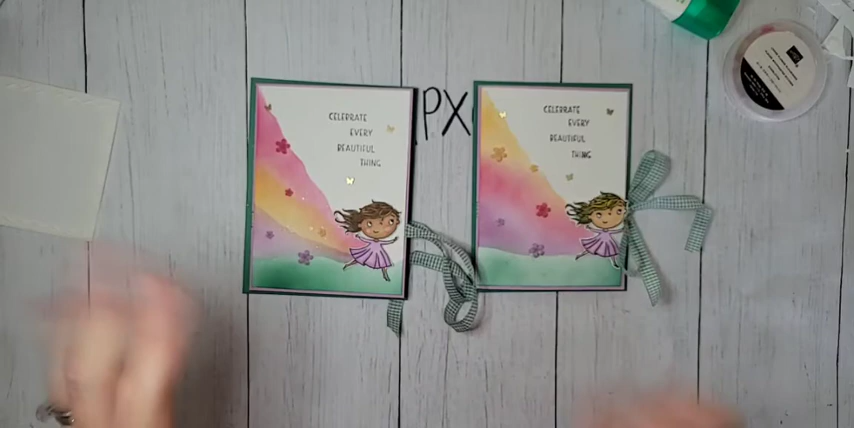 CELEBRATE
EVERY
BEAUTIFUL
THING
PX
CELEBRATE
EVERY
BEAUTIFUL
THING